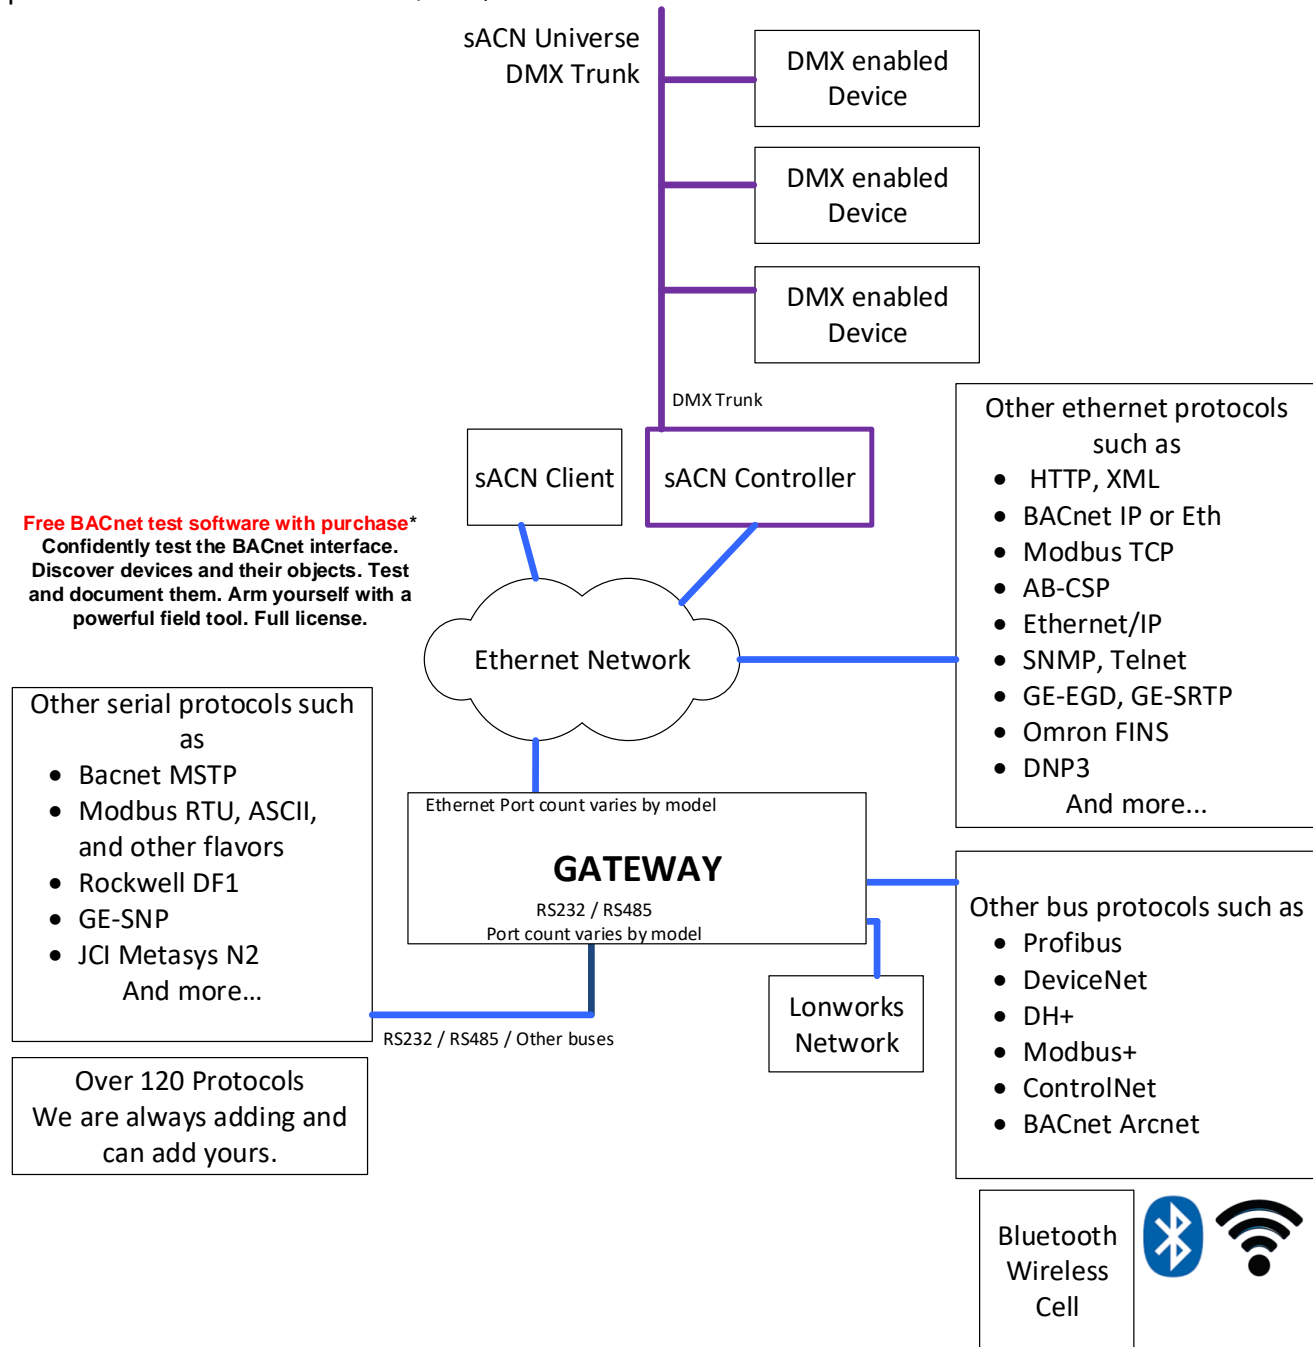 sACN Universe
DMX Trunk
DMX enabled
Device
DMX enabled
Device
DMX enabled
Device
DMX Trunk
sACN Client
sACN Controller
Other ethernet protocols
such as
• HTTP, XML
• BACnet IP or Eth
• Modbus TCP
• AB-CSP
• Ethernet/IP
• SNMP, Telnet
• GE-EGD, GE-SRTP
• Omron FINS
• DNP3
And more...
Free BACnet test software with purchase*
Confidently test the BACnet interface.
Discover devices and their objects. Test
and document them. Arm yourself with a
powerful field tool. Full license.
Ethernet Network
Other serial protocols such
as
• Bacnet MSTP
• Modbus RTU, ASCII,
and other flavors
• Rockwell DF1
• GE-SNP
• JCI Metasys N2
And more…
Ethernet Port count varies by model
GATEWAY
RS232 / RS485
Port count varies by model
RS232 / RS485 / Other buses
Lonworks
Network
Other bus protocols such as
• Profibus
• DeviceNet
• DH+
• Modbus+
• ControlNet
• BACnet Arcnet
Over 120 Protocols
We are always adding and
can add yours.
Bluetooth
Wireless
Cell